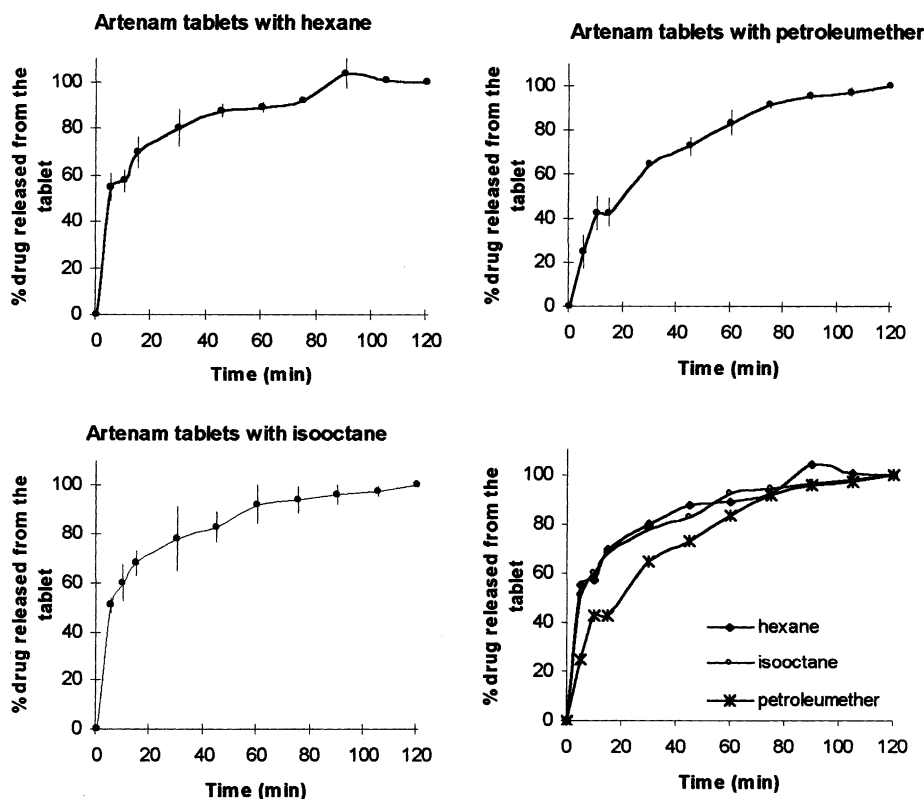 Artenam tablets with hexane
% drug released from the
tablet
100
80
60
40
20
0
0 20 40 60 80 100 120
Time (min)
Artenam tablets with petroleumether
% drug released from the
tablet
100
80
60
40
20
0
0 20 40 60 80 100 120
Time (min)
Artenam tablets with isooctane
% drug released from the
tablet
100
80
60
40
20
0
0 20 40 60 80 100 120
Time (min)
% drug released from the
tablet
100
80
60
40
20
0
hexane
isooctane
petroleumether
0 20 40 60 80 100 120
Time (min)